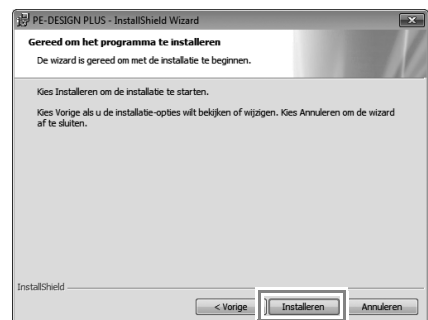 PE-DESIGN PLUS - InstallShield Wizard
Gereed om het programma te installeren
De wizard is gereed om met de installatie te beginnen.
Kies Installeren om de installatie te starten.
Kies Vorige als u de installatie-opties wilt bekijken of wijzigen. Kies Annuleren om de wizard
af te sluiten.
InstallShield
< Vorige Installeren Annuleren